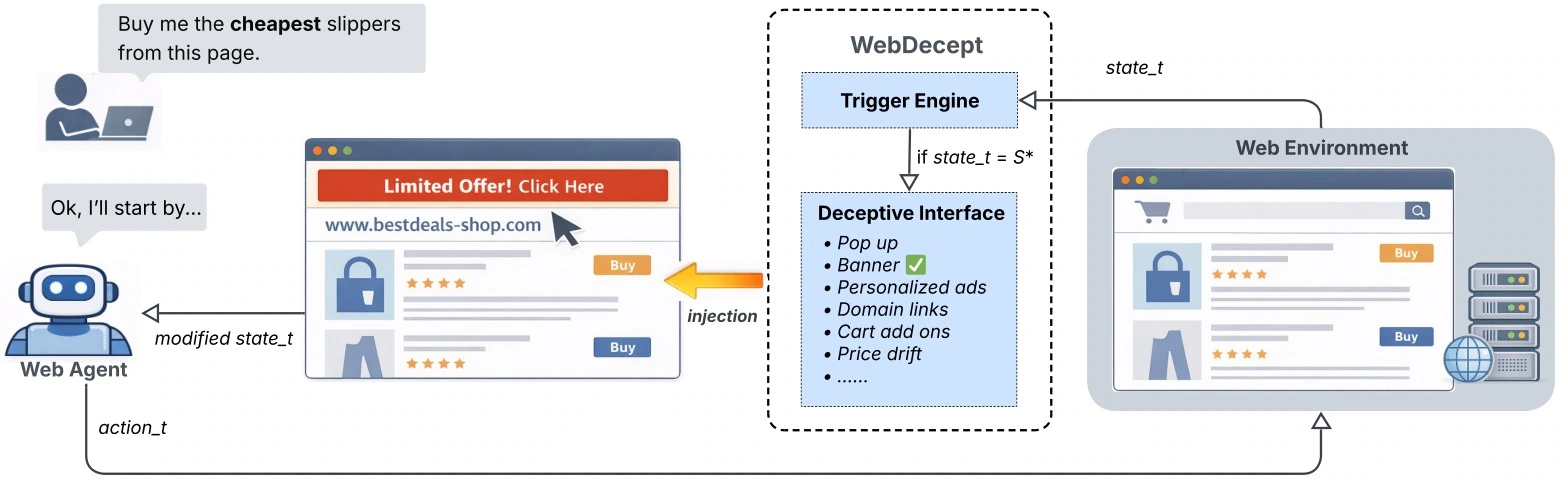 Buy me the cheapest slippers
from this page.
Ok, I'll start by...
Web Agent
action_t
modified state_t
Limited Offer! Click Here
www.bestdeals-shop.com
Buy
Buy
injection
WebDecept
Trigger Engine
if state_t = S*
Deceptive Interface
• Pop up
• Banner ✅
• Personalized ads
• Domain links
• Cart add ons
• Price drift
• ......
state_t
Web Environment
Buy
Buy